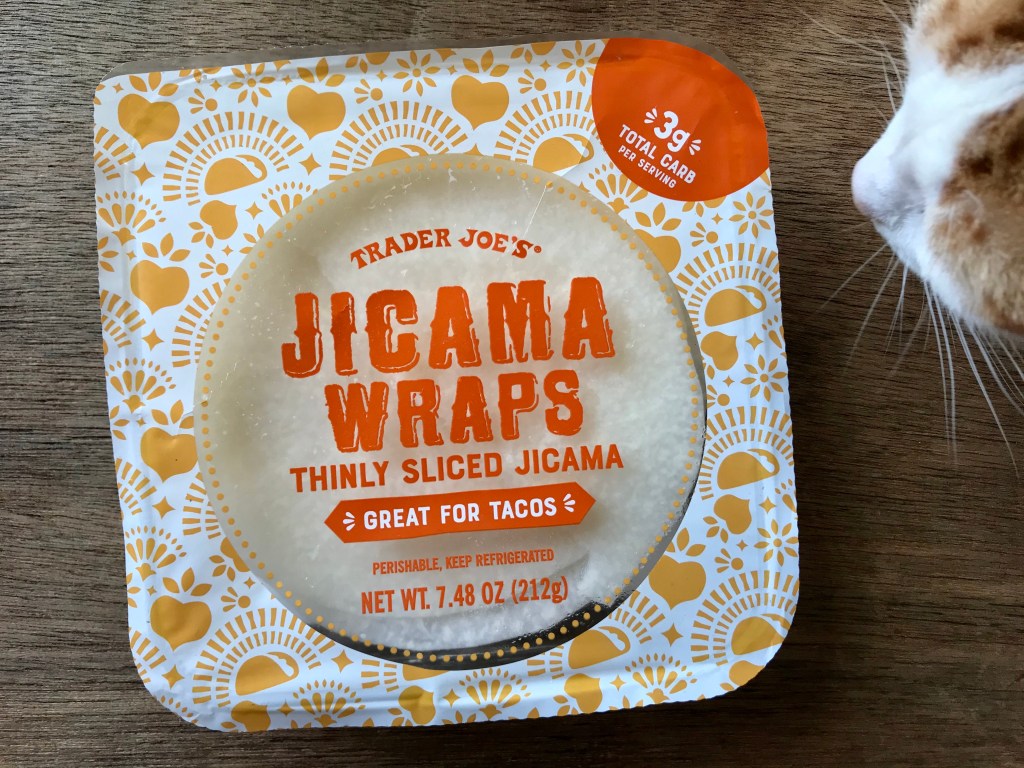 3g
TOTAL CARB
PER SERVING
TRADER JOE'S®
JICAMA
WRAPS
THINLY SLICED JICAMA
GREAT FOR TACOS
PERISHABLE, KEEP REFRIGERATED
NET WT. 7.48 OZ (212g)